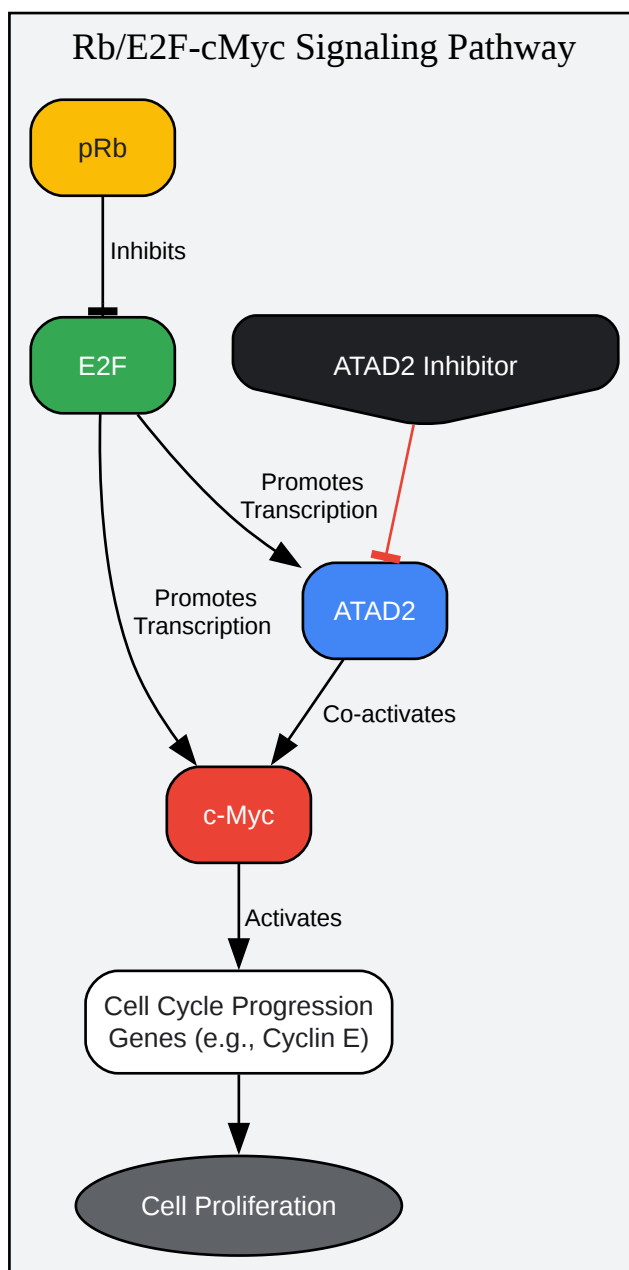 Rb/E2F-cMyc Signaling Pathway
pRb
Inhibits
E2F
ATAD2 Inhibitor
Promotes
Transcription
Promotes
Transcription
ATAD2
Co-activates
c-Myc
Activates
Cell Cycle Progression
Genes (e.g., Cyclin E)
Cell Proliferation